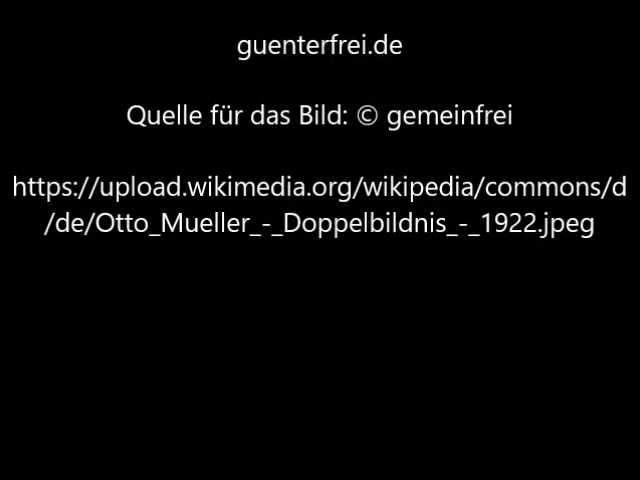 guenterfrei.de
Quelle für das Bild: © gemeinfrei
https://upload.wikimedia.org/wikipedia/commons/d
/de/Otto_Mueller_-_Doppelbildnis_-_1922.jpeg